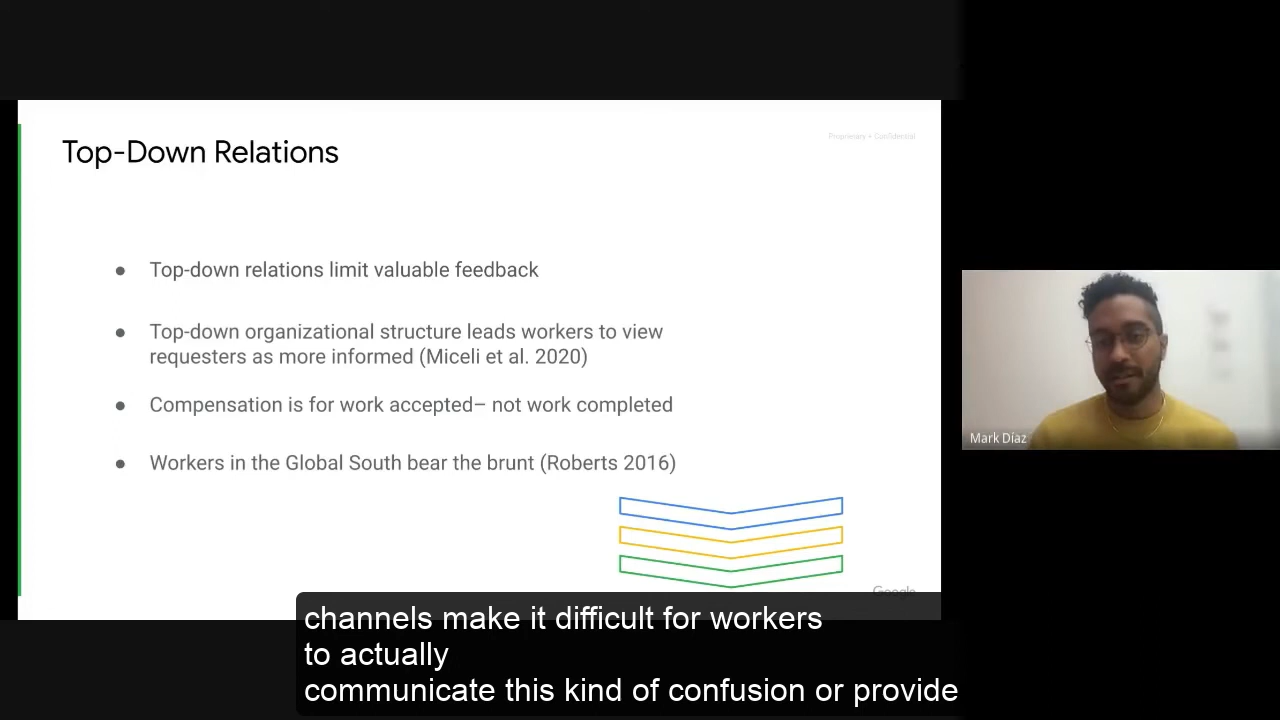 Proprietary + Confidential
Top-Down Relations
● Top-down relations limit valuable feedback
● Top-down organizational structure leads workers to view
requesters as more informed (Miceli et al. 2020)
● Compensation is for work accepted– not work completed
● Workers in the Global South bear the brunt (Roberts 2016)
Google
Mark Díaz
channels make it difficult for workers
to actually
communicate this kind of confusion or provide